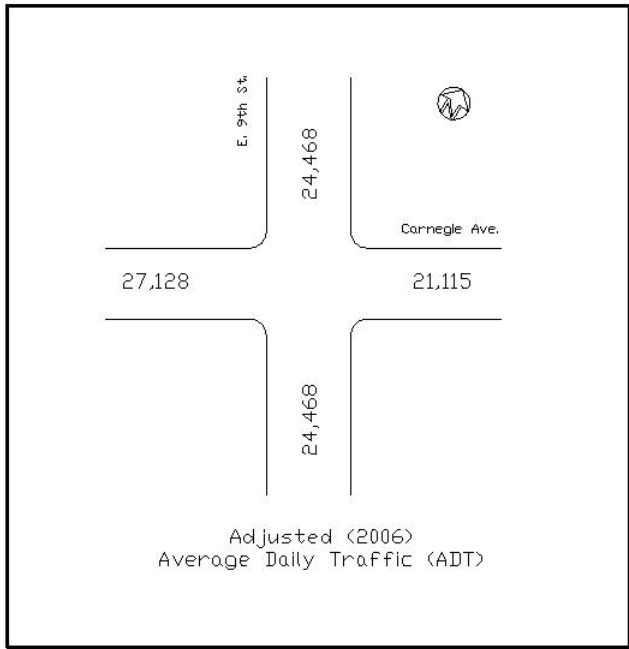 E. 9th St.
24,468
Carnegie Ave.
27,128
21,115
24,468
Adjusted (2006)
Average Daily Traffic (ADT)